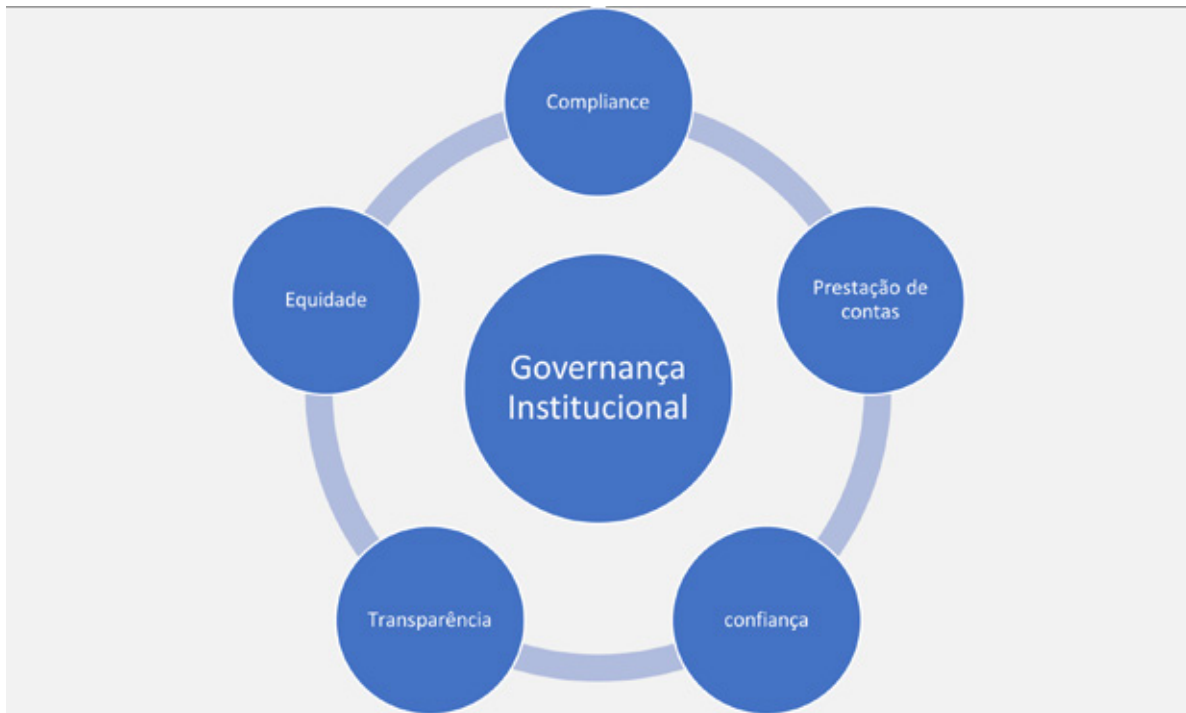 Compliance
Prestação de
contas
confiança
Transparência
Equidade
Governança
Institucional